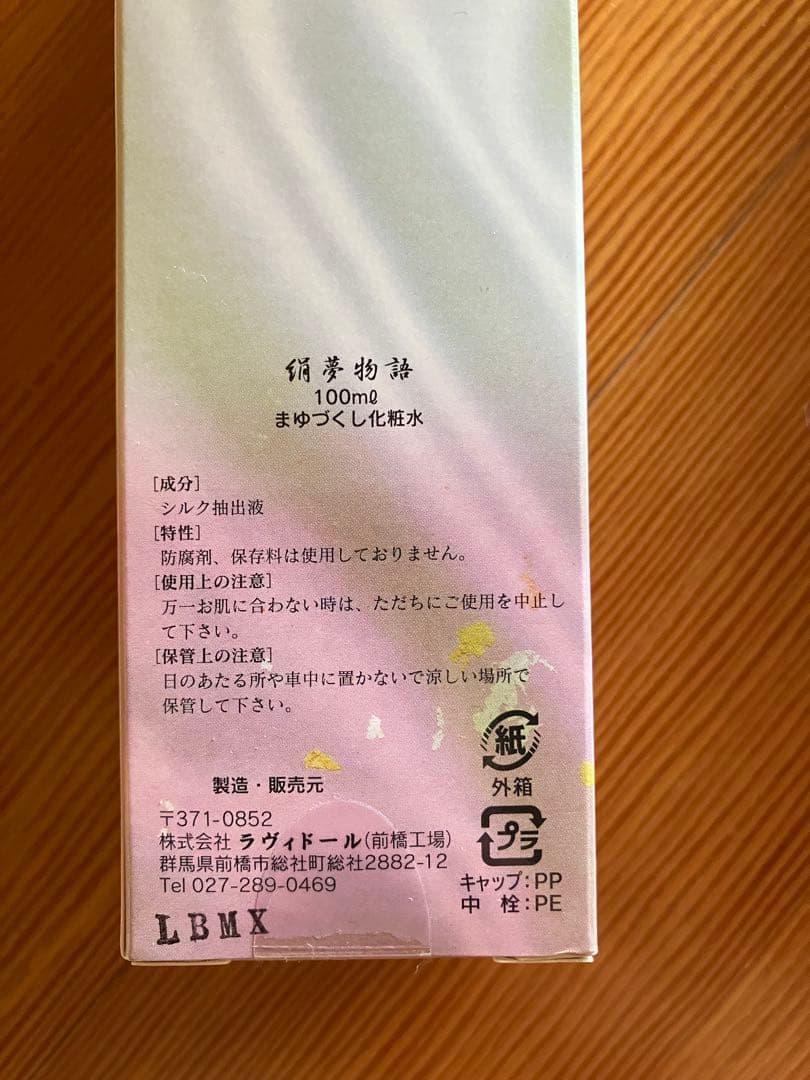 絹夢物語
100mℓ
まゆづくし化粧水
[成分]
シルク抽出液
[特性]
防腐剤、保存料は使用しておりません。
[使用上の注意]
万一お肌に合わない時は、ただちにご使用を中止し
て下さい。
[保管上の注意]
日のあたる所や車中に置かないで涼しい場所で
保管して下さい。
製造・販売元
〒371-0852
株式会社 ラヴィドール(前橋工場)
群馬県前橋市総社町総社2882-12
Tel 027-289-0469
LBMX
紙
外箱
プラ
キャップ:PP
中 栓:PE